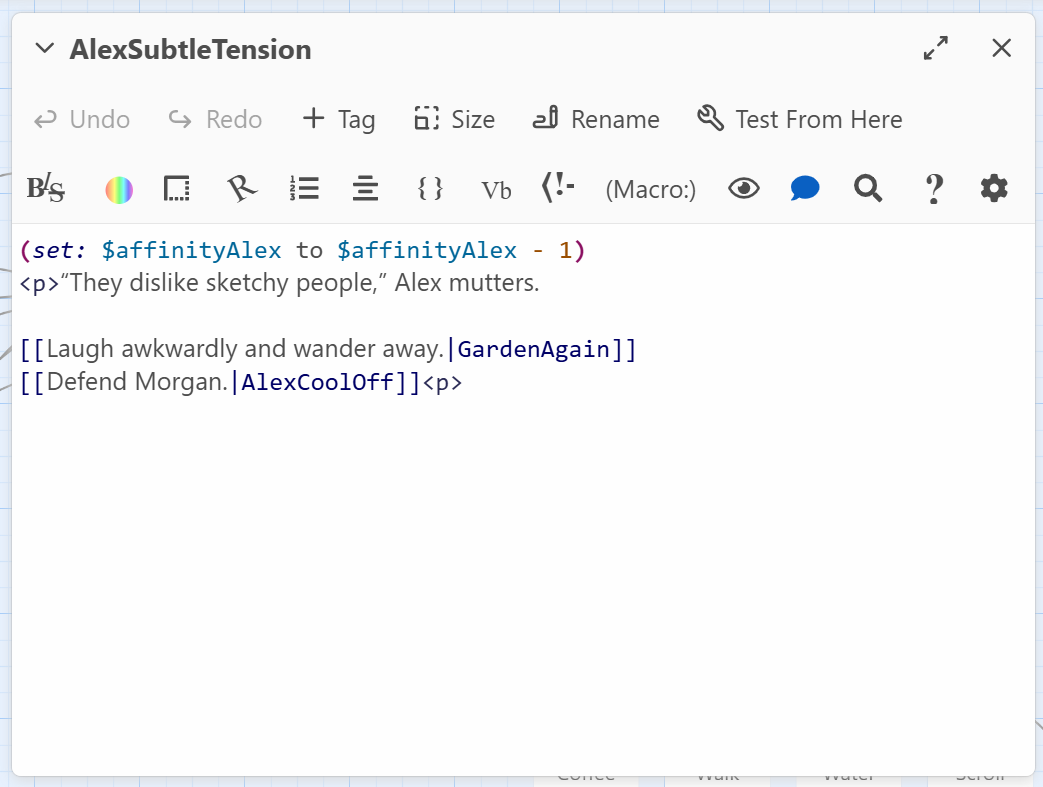 AlexSubtleTension
Undo Redo + Tag Size Rename Test From Here
B/S { } Vb (!- (Macro:) ?
(set: $affinityAlex to $affinityAlex - 1)
<p>“They dislike sketchy people,” Alex mutters.
[[Laugh awkwardly and wander away.|GardenAgain]]
[[Defend Morgan.|AlexCoolOff]]<p>
Coffee Walk Water Scroll